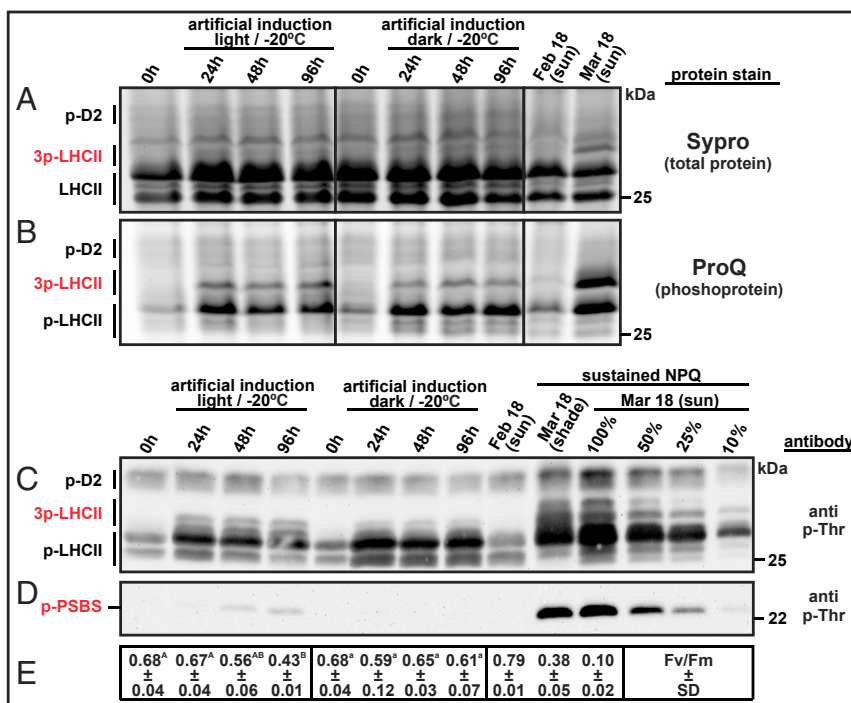 artificial induction artificial induction
light / -20ºC dark / -20ºC
0h 24h 48h 96h 0h 24h 48h 96h Feb 18 (sun) Mar 18 (sun)
kDa protein stain
A
p-D2
3p-LHCII
LHCII
Sypro
(total protein)
25
B
p-D2
3p-LHCII
p-LHCII
ProQ
(phoshoprotein)
25
sustained NPQ
artificial induction artificial induction Mar 18 (sun)
light / -20ºC dark / -20ºC
0h 24h 48h 96h 0h 24h 48h 96h Feb 18 (sun) Mar 18 (shade) 100% 50% 25% 10%
antibody
kDa
C
p-D2
3p-LHCII
p-LHCII
anti
p-Thr
25
D
p-PSBS
anti
p-Thr
22
E
0.68A 0.67A 0.56AB 0.43B 0.68a 0.59a 0.65a 0.61a 0.79 0.38 0.10 Fv/Fm
± ± ± ± ± ± ± ± ± ± ± ±
0.04 0.04 0.06 0.01 0.04 0.12 0.03 0.07 0.01 0.05 0.02 SD